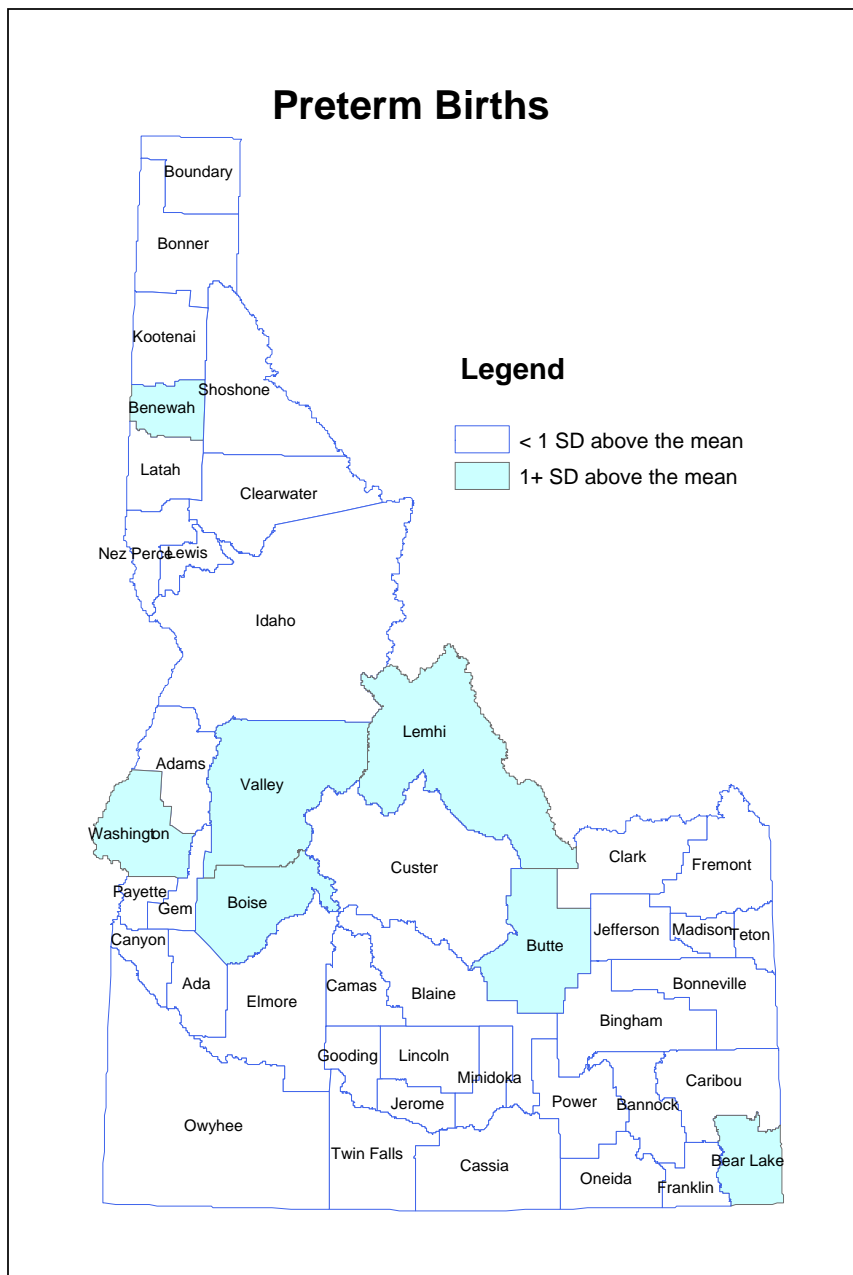 Preterm Births
Boundary
Bonner
Kootenai
Legend
Shoshone
Benewah
< 1 SD above the mean
Latah
1+ SD above the mean
Clearwater
Nez Perce
Lewis
Idaho
Lemhi
Adams
Valley
Washington
Custer
Clark
Fremont
Payette
Boise
Gem
Jefferson
Madison
Teton
Canyon
Butte
Ada
Camas
Blaine
Bonneville
Elmore
Bingham
Gooding
Lincoln
Minidoka
Caribou
Jerome
Power
Bannock
Owyhee
Twin Falls
Cassia
Bear Lake
Oneida
Franklin